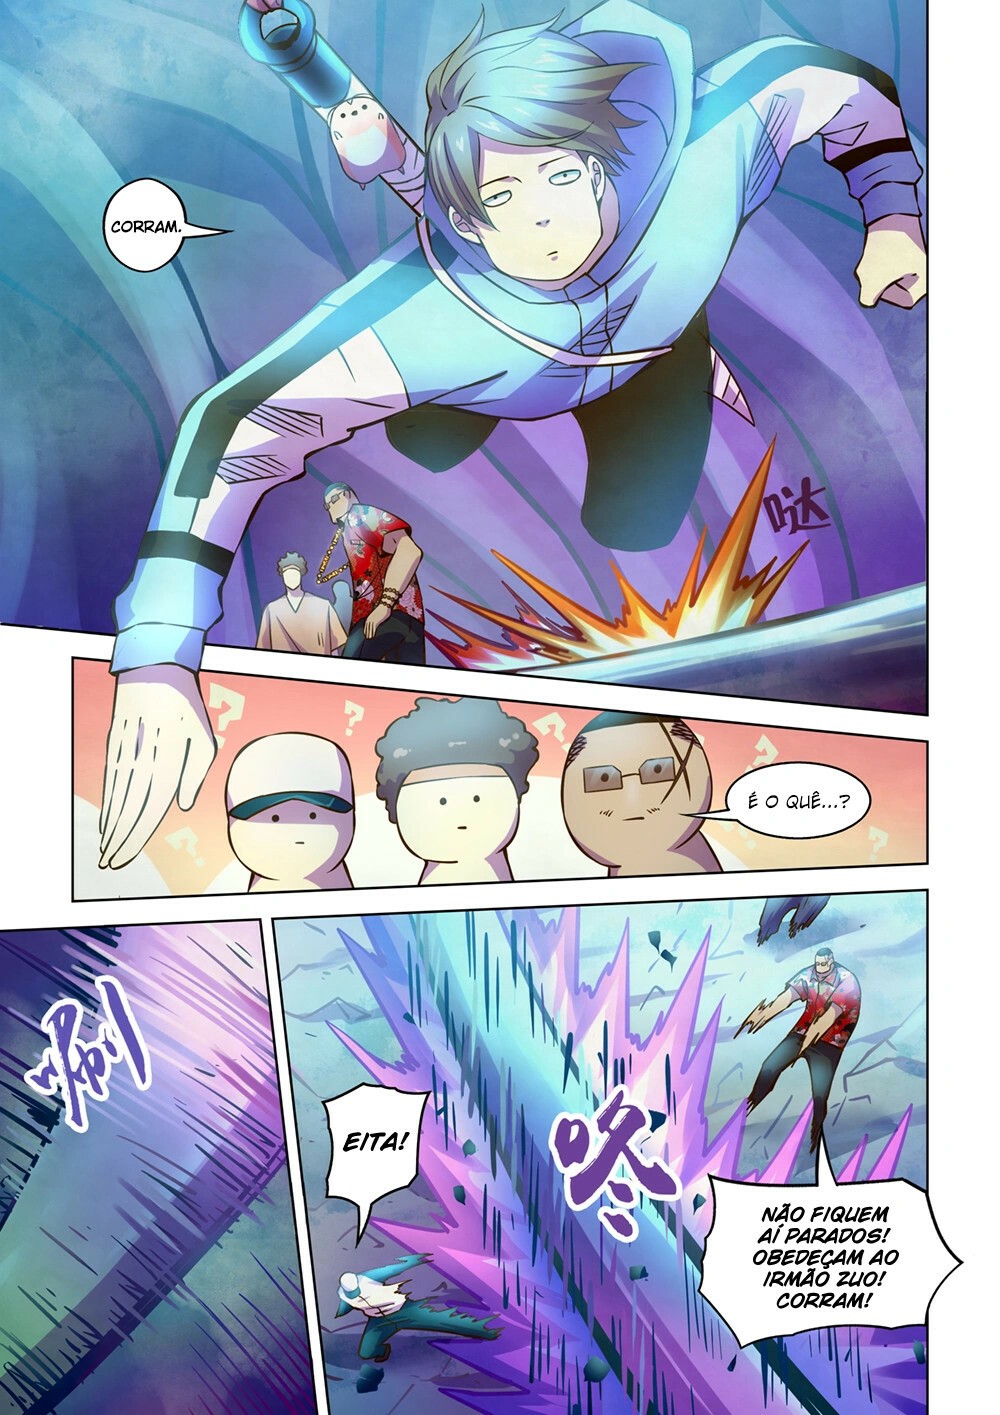 CORRAM.
哒
É O QUÊ...?
唰
EITA!
咚
NÃO FIQUEM
AÍ PARADOS!
OBEDEÇAM AO
IRMÃO ZUO!
CORRAM!